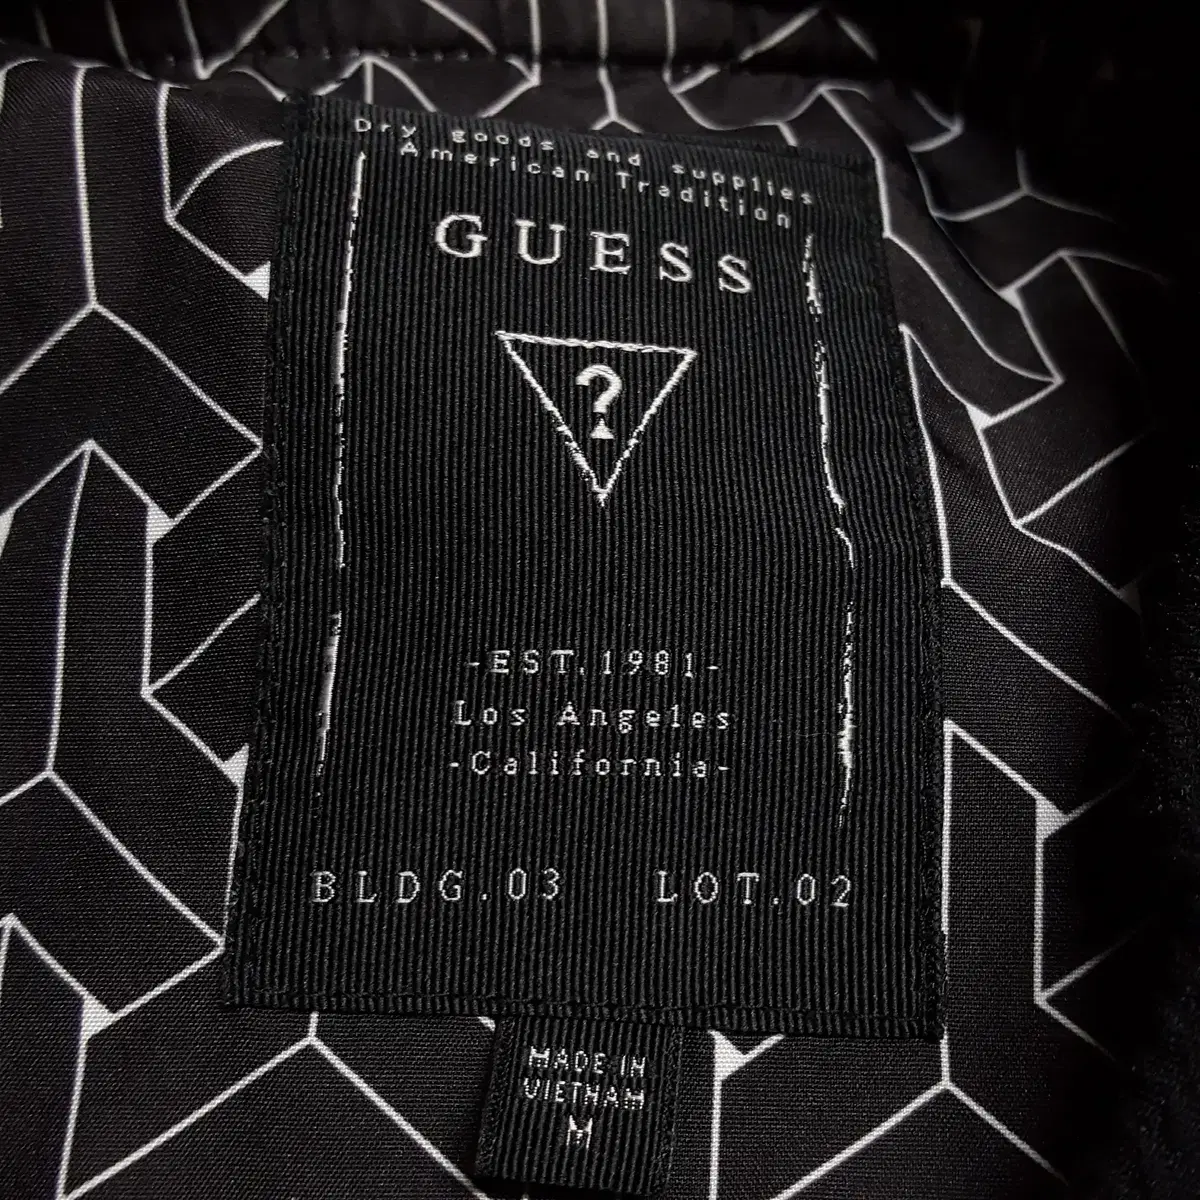 Dry goods and supplies
American Tradition
GUESS
?
-EST.1981-
Los Angeles
-California-
BLDG.03 LOT.02
MADE IN
VIETNAM
M